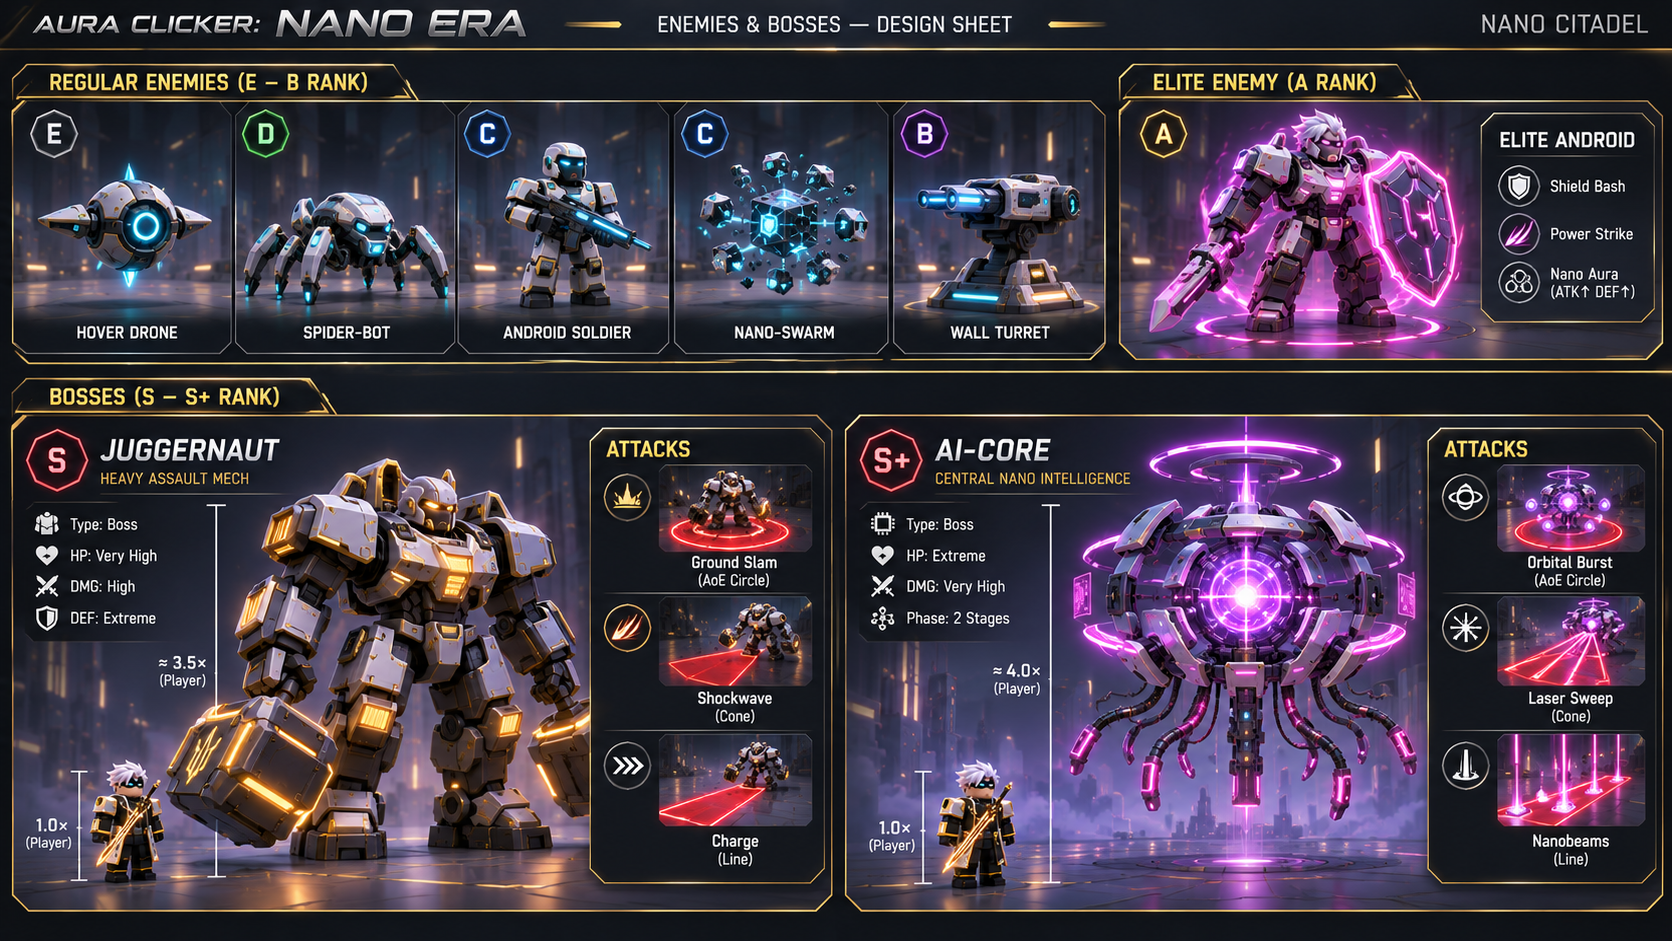 AURA CLICKER: NANO ERA
ENEMIES & BOSSES — DESIGN SHEET
NANO CITADEL
REGULAR ENEMIES (E – B RANK)
E
HOVER DRONE
D
SPIDER-BOT
C
ANDROID SOLDIER
C
NANO-SWARM
B
WALL TURRET
ELITE ENEMY (A RANK)
A
ELITE ANDROID
Shield Bash
Power Strike
Nano Aura
(ATK↑ DEF↑)
BOSSES (S – S+ RANK)
S
JUGGERNAUT
HEAVY ASSAULT MECH
Type: Boss
HP: Very High
DMG: High
DEF: Extreme
≈ 3.5×
(Player)
1.0×
(Player)
ATTACKS
Ground Slam
(AoE Circle)
Shockwave
(Cone)
Charge
(Line)
S+
AI-CORE
CENTRAL NANO INTELLIGENCE
Type: Boss
HP: Extreme
DMG: Very High
Phase: 2 Stages
≈ 4.0×
(Player)
1.0×
(Player)
ATTACKS
Orbital Burst
(AoE Circle)
Laser Sweep
(Cone)
Nanobeams
(Line)